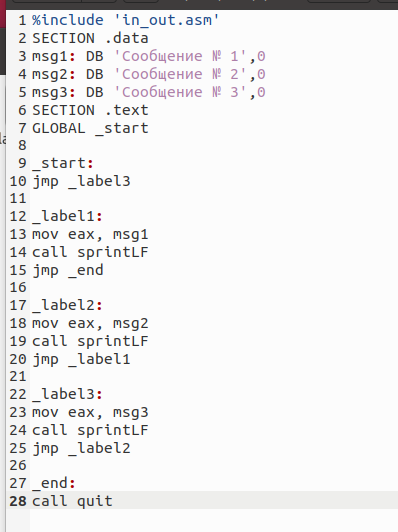 1 %include 'in_out.asm'
2 SECTION .data
3 msg1: DB 'Сообщение № 1',0
4 msg2: DB 'Сообщение № 2',0
5 msg3: DB 'Сообщение № 3',0
6 SECTION .text
7 GLOBAL _start
8
9 _start:
10 jmp _label3
11
12 _label1:
13 mov eax, msg1
14 call sprintLF
15 jmp _end
16
17 _label2:
18 mov eax, msg2
19 call sprintLF
20 jmp _label1
21
22 _label3:
23 mov eax, msg3
24 call sprintLF
25 jmp _label2
26
27 _end:
28 call quit